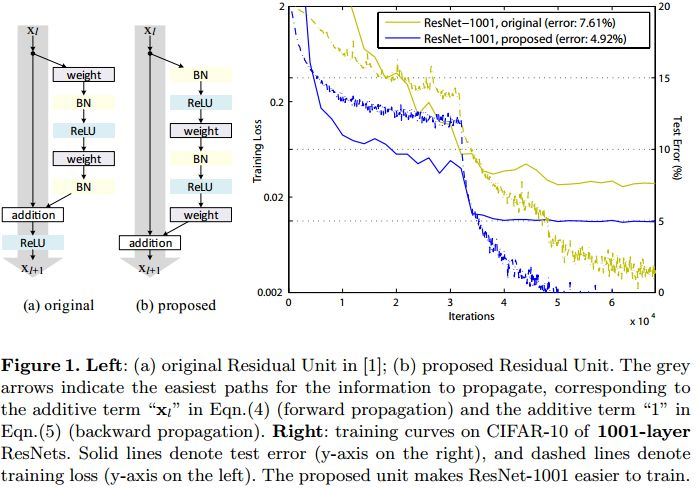 xl
weight
BN
ReLU
weight
BN
addition
ReLU
xl+1
(a) original
xl
BN
ReLU
weight
BN
ReLU
weight
addition
xl+1
(b) proposed
ResNet−1001, original (error: 7.61%)
ResNet−1001, proposed (error: 4.92%)
2
0.2
0.02
0.002
Training Loss
20
15
10
5
0
Test Error (%)
0 1 2 3 4 5 6
x 10^4
Iterations
Figure 1. Left: (a) original Residual Unit in [1]; (b) proposed Residual Unit. The grey
arrows indicate the easiest paths for the information to propagate, corresponding to
the additive term “xl” in Eqn.(4) (forward propagation) and the additive term “1” in
Eqn.(5) (backward propagation). Right: training curves on CIFAR-10 of 1001-layer
ResNets. Solid lines denote test error (y-axis on the right), and dashed lines denote
training loss (y-axis on the left). The proposed unit makes ResNet-1001 easier to train.